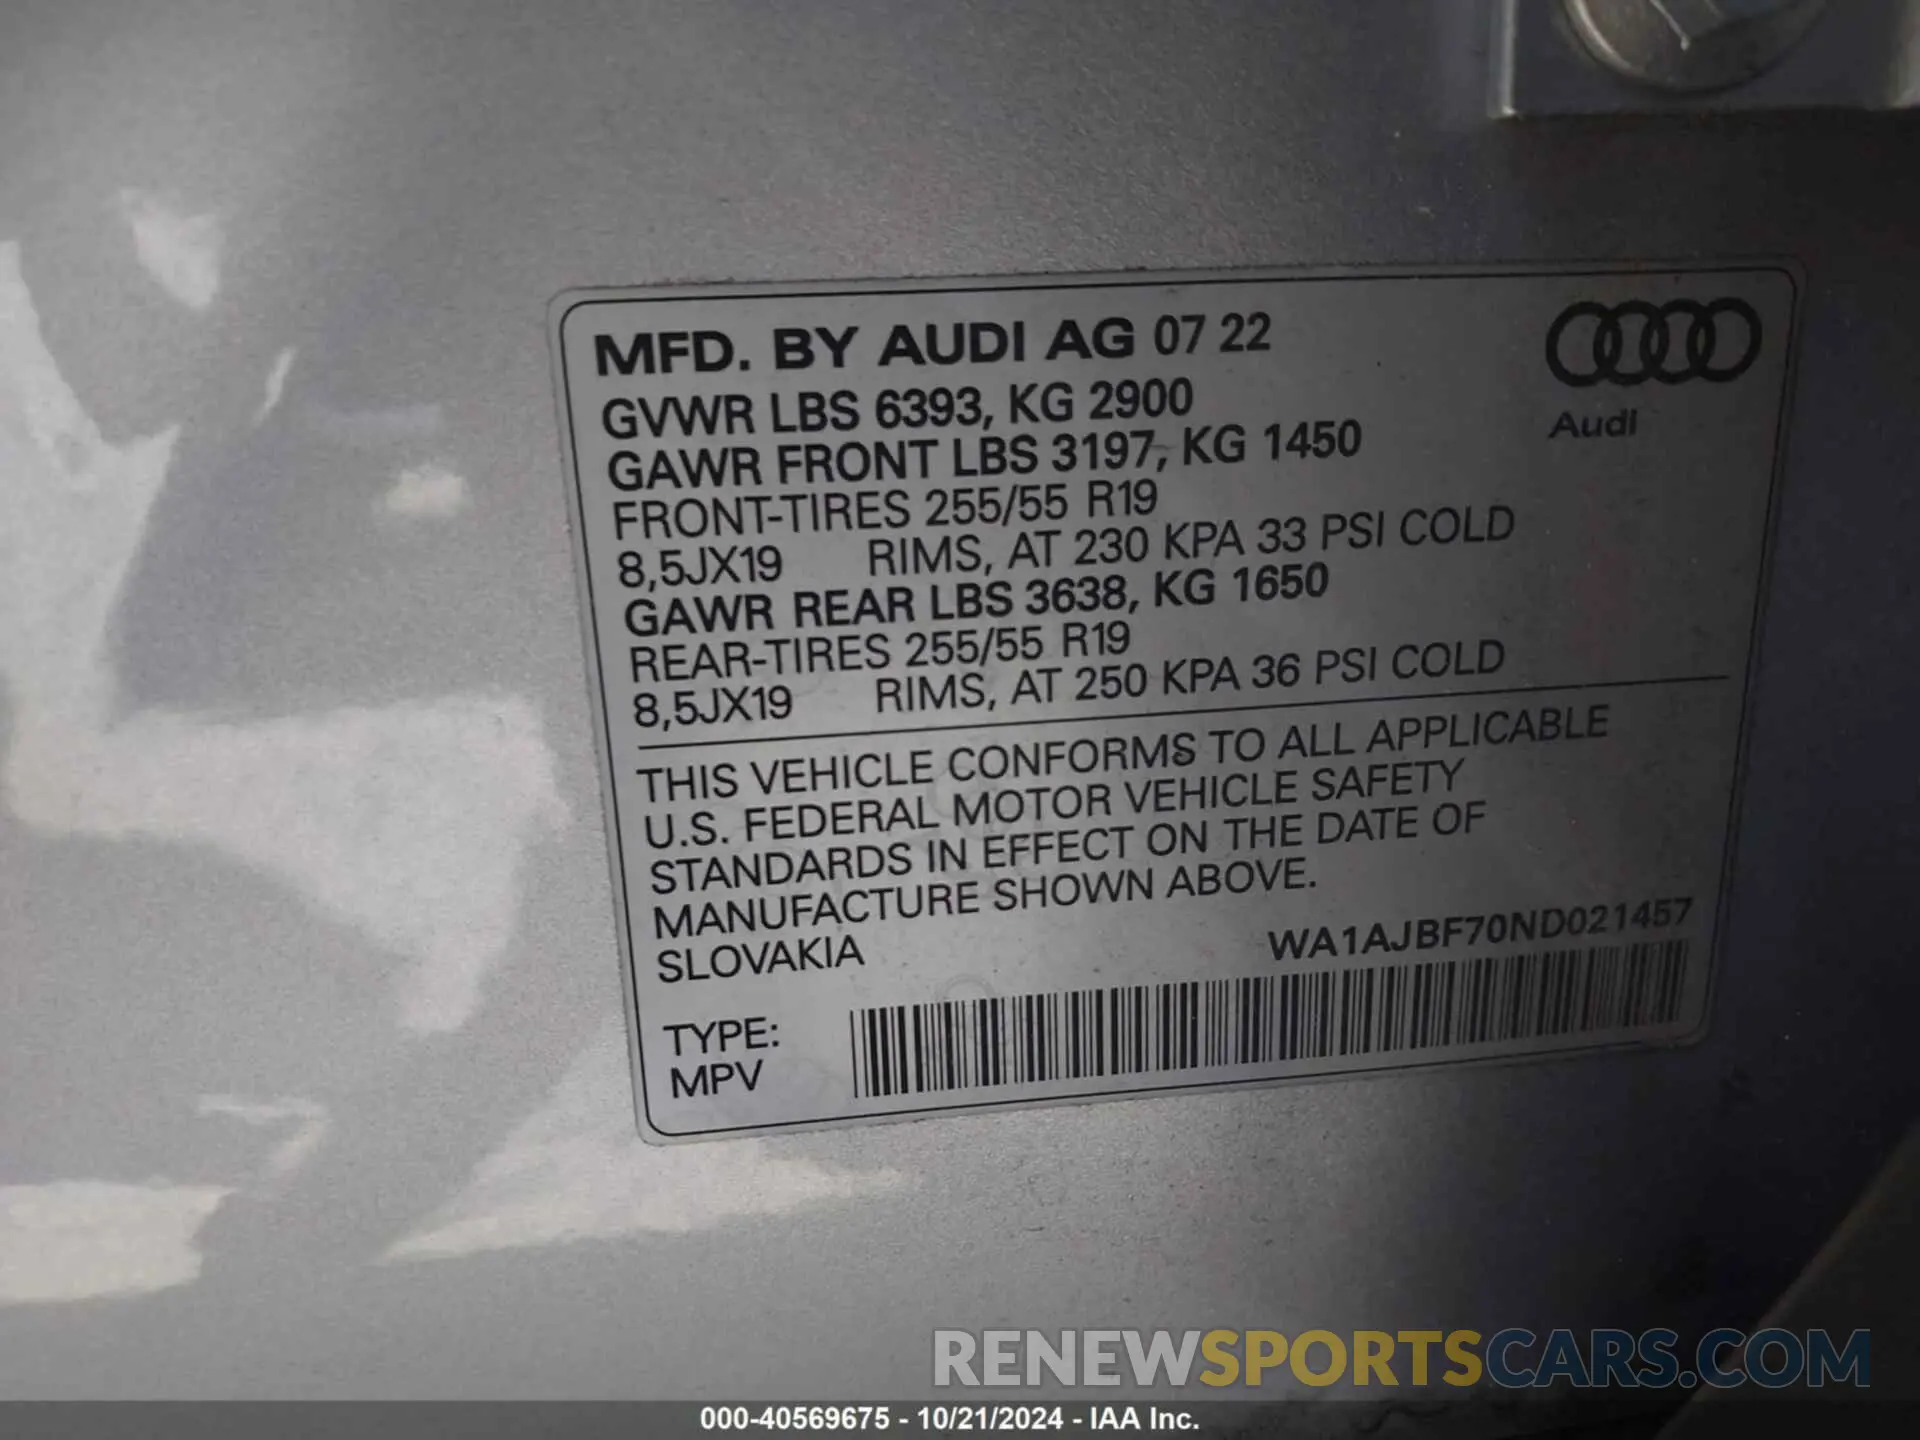 MFD. BY AUDI AG 07 22
GVWR LBS 6393, KG 2900
GAWR FRONT LBS 3197, KG 1450
FRONT-TIRES 255/55 R19
8,5JX19 RIMS, AT 230 KPA 33 PSI COLD
GAWR REAR LBS 3638, KG 1650
REAR-TIRES 255/55 R19
8,5JX19 RIMS, AT 250 KPA 36 PSI COLD
Audi
THIS VEHICLE CONFORMS TO ALL APPLICABLE
U.S. FEDERAL MOTOR VEHICLE SAFETY
STANDARDS IN EFFECT ON THE DATE OF
MANUFACTURE SHOWN ABOVE.
SLOVAKIA
WA1AJBF70ND021457
TYPE:
MPV
RENEWSPORTSCARS.COM
000-40569675 - 10/21/2024 - IAA Inc.